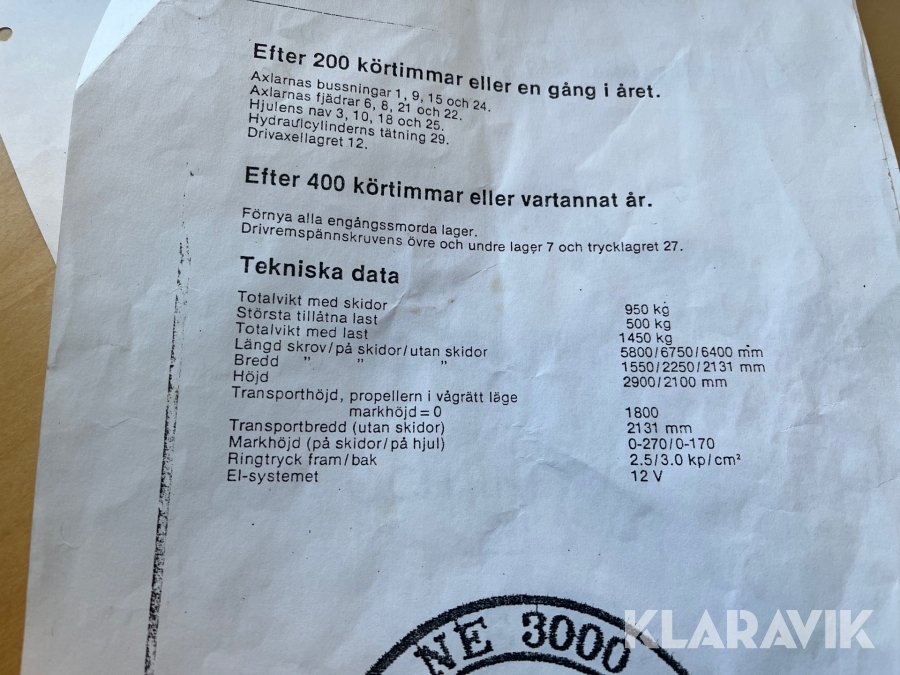 Efter 200 körtimmar eller en gång i året.
Axlarnas bussningar 1, 9, 15 och 24.
Axlarnas fjädrar 6, 8, 21 och 22.
Hjulens nav 3, 10, 18 och 25.
Hydraulcylinderns tätning 29.
Drivaxellagret 12.
Efter 400 körtimmar eller vartannat år.
Förnya alla engångssmorda lager.
Drivremspännskruvens övre och undre lager 7 och trycklagret 27.
Tekniska data
Totalvikt med skidor 950 kg
Största tillåtna last 500 kg
Totalvikt med last 1450 kg
Längd skrov/på skidor/utan skidor 5800/6750/6400 mm
Bredd " " " 1550/2250/2131 mm
Höjd 2900/2100 mm
Transporthöjd, propellern i vågrätt läge
markhöjd = 0 1800
Transportbredd (utan skidor) 2131 mm
Markhöjd (på skidor/på hjul) 0-270/0-170
Ringtryck fram/bak 2.5/3.0 kp/cm²
El-systemet 12 V
NE 3000
KLARAVIK